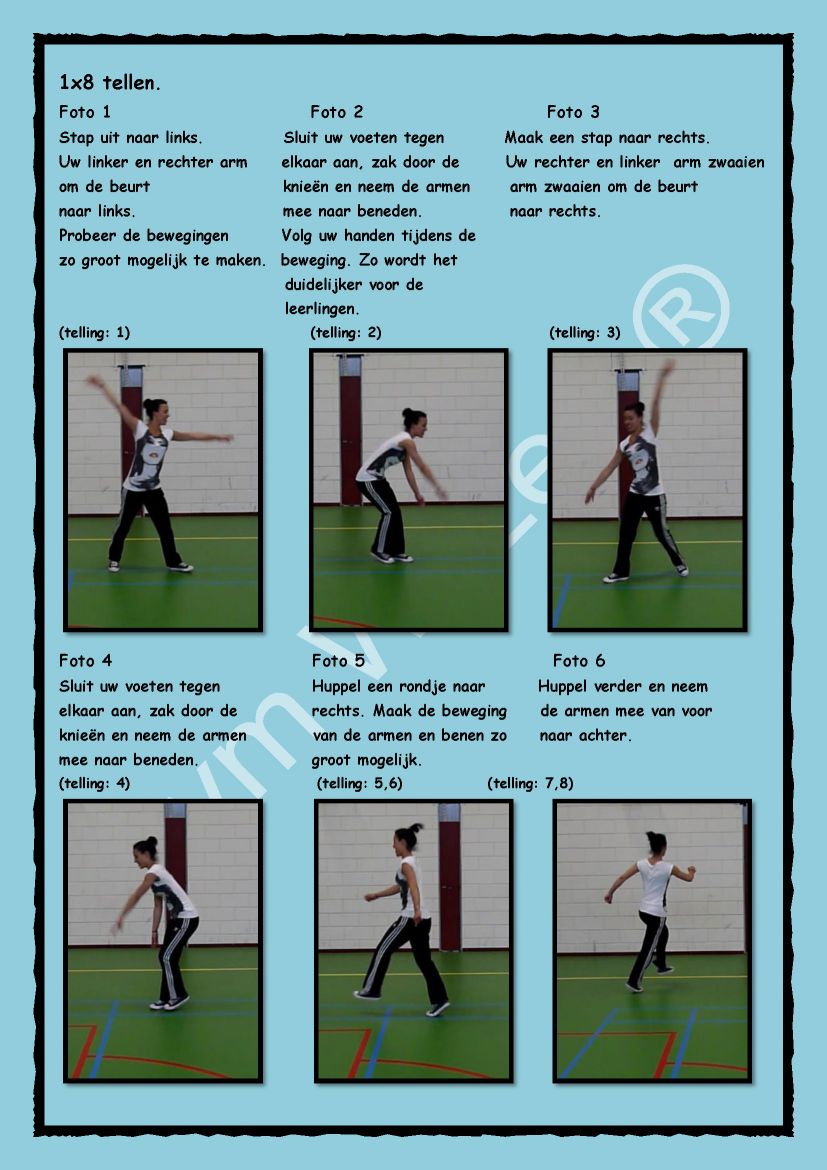 1x8 tellen.
Foto 1
Stap uit naar links.
Uw linker en rechter arm
om de beurt
naar links.
Probeer de bewegingen
zo groot mogelijk te maken.
(telling: 1)
Foto 2
Sluit uw voeten tegen
elkaar aan, zak door de
knieën en neem de armen
mee naar beneden.
Volg uw handen tijdens de
beweging. Zo wordt het
duidelijker voor de
leerlingen.
(telling: 2)
Foto 3
Maak een stap naar rechts.
Uw rechter en linker arm zwaaien
arm zwaaien om de beurt
naar rechts.
(telling: 3)
Foto 4
Sluit uw voeten tegen
elkaar aan, zak door de
knieën en neem de armen
mee naar beneden.
(telling: 4)
Foto 5
Huppel een rondje naar
rechts. Maak de beweging
van de armen en benen zo
groot mogelijk.
(telling: 5,6)
Foto 6
Huppel verder en neem
de armen mee van voor
naar achter.
(telling: 7,8)